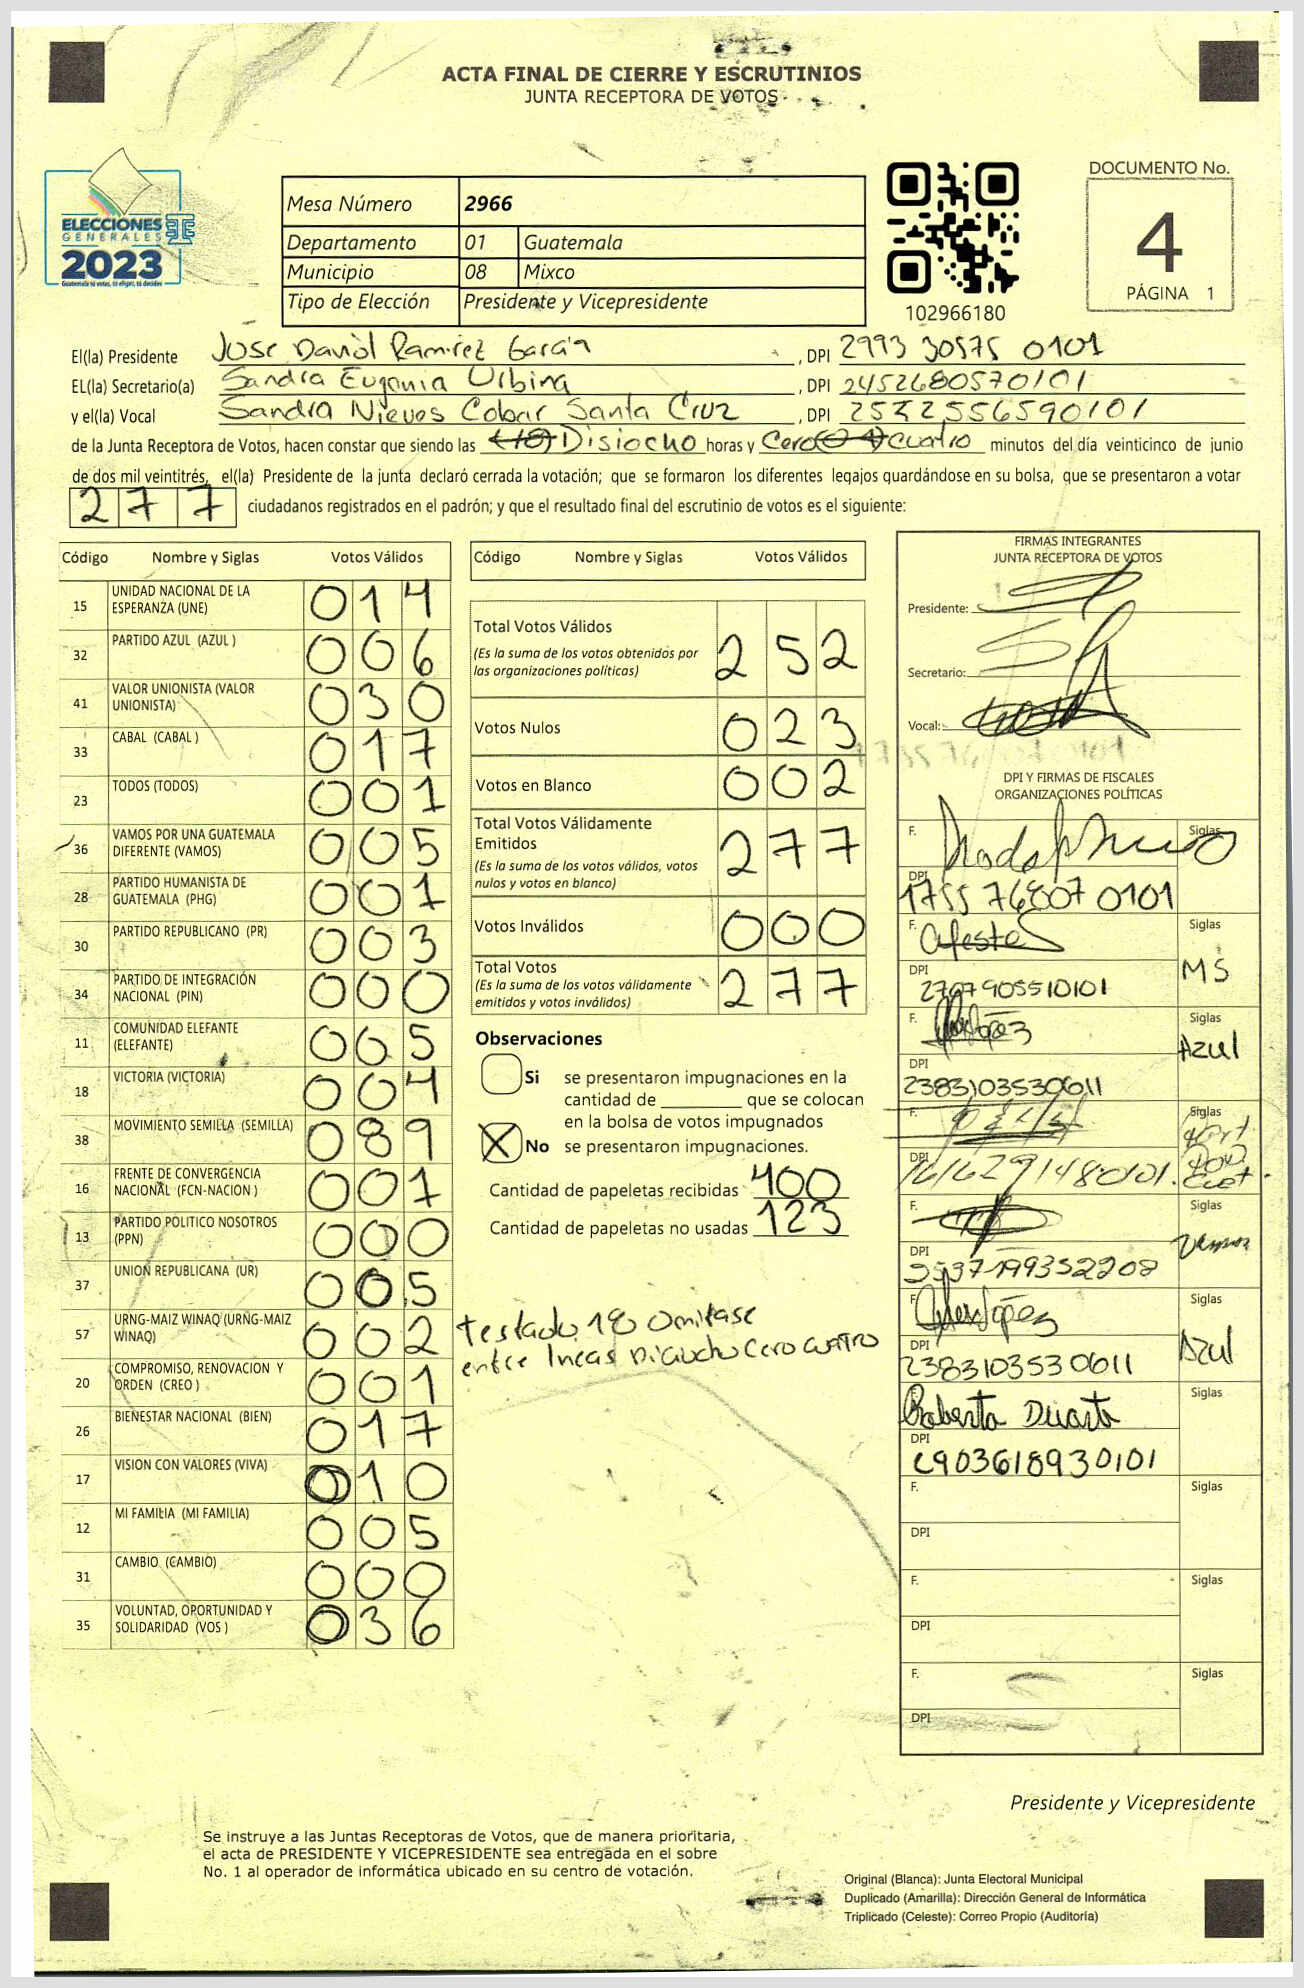 ACTA FINAL DE CIERRE Y ESCRUTINIOS
JUNTA RECEPTORA DE VOTOS
ELECCIONES
GENERALES
2023
Guatemala tú votas, tú eliges, tú decides
Mesa Número 2966
Departamento 01 Guatemala
Municipio 08 Mixco
Tipo de Elección Presidente y Vicepresidente
102966180
DOCUMENTO No.
4
PÁGINA 1
El(la) Presidente Jose David Ramirez García , DPI 2993 30575 0101
EL(la) Secretario(a) Sandra Eugenia Urbina , DPI 2452680570101
y el(la) Vocal Sandra Nieves Cobar Santa Cruz , DPI 2522556590101
de la Junta Receptora de Votos, hacen constar que siendo las (18) Disiocho horas y Cero (04) cuatro minutos del día veinticinco de junio
de dos mil veintitrés, el(la) Presidente de la junta declaró cerrada la votación; que se formaron los diferentes legajos guardándose en su bolsa, que se presentaron a votar
277 ciudadanos registrados en el padrón; y que el resultado final del escrutinio de votos es el siguiente:
Código Nombre y Siglas Votos Válidos
15 UNIDAD NACIONAL DE LA ESPERANZA (UNE) 014
32 PARTIDO AZUL (AZUL ) 006
41 VALOR UNIONISTA (VALOR UNIONISTA) 030
33 CABAL (CABAL ) 017
23 TODOS (TODOS) 001
36 VAMOS POR UNA GUATEMALA DIFERENTE (VAMOS) 005
28 PARTIDO HUMANISTA DE GUATEMALA (PHG) 001
30 PARTIDO REPUBLICANO (PR) 003
34 PARTIDO DE INTEGRACIÓN NACIONAL (PIN) 000
11 COMUNIDAD ELEFANTE (ELEFANTE) 005
18 VICTORIA (VICTORIA) 004
38 MOVIMIENTO SEMILLA (SEMILLA) 089
16 FRENTE DE CONVERGENCIA NACIONAL (FCN-NACION ) 001
13 PARTIDO POLITICO NOSOTROS (PPN) 000
37 UNION REPUBLICANA (UR) 005
57 URNG-MAIZ WINAQ (URNG-MAIZ WINAQ) 002
20 COMPROMISO, RENOVACION Y ORDEN (CREO ) 001
26 BIENESTAR NACIONAL (BIEN) 017
17 VISION CON VALORES (VIVA) 010
12 MI FAMILIA (MI FAMILIA) 005
31 CAMBIO (CAMBIO) 000
35 VOLUNTAD, OPORTUNIDAD Y SOLIDARIDAD (VOS ) 036
Código Nombre y Siglas Votos Válidos
Total Votos Válidos 252
(Es la suma de los votos obtenidos por
las organizaciones políticas)
Votos Nulos 023
Votos en Blanco 002
Total Votos Válidamente
Emitidos 277
(Es la suma de los votos válidos, votos
nulos y votos en blanco)
Votos Inválidos 000
Total Votos 277
(Es la suma de los votos válidamente
emitidos y votos inválidos)
Observaciones
Si se presentaron impugnaciones en la
cantidad de ________ que se colocan
en la bolsa de votos impugnados
X No se presentaron impugnaciones.
Cantidad de papeletas recibidas 400
Cantidad de papeletas no usadas 123
Testado, 18 Omitase
entre lineas Diciocho Cero cuatro
FIRMAS INTEGRANTES
JUNTA RECEPTORA DE VOTOS
Presidente:
Secretario:
Vocal:
DPI Y FIRMAS DE FISCALES
ORGANIZACIONES POLÍTICAS
F. Siglas
DPI 1755 76807 0101
F. Siglas MS
DPI 2707905510101
F. Siglas Azul
DPI 2383103530611
F. Siglas
DPI 1616291480101
F. Siglas Vamos
DPI 5537199352208
F. Alex López Siglas Azul
DPI 2383103530611
F. Roberta Duarte Siglas
DPI 2903618930101
F. Siglas
DPI
F. Siglas
DPI
F. Siglas
DPI
Presidente y Vicepresidente
Se instruye a las Juntas Receptoras de Votos, que de manera prioritaria,
el acta de PRESIDENTE Y VICEPRESIDENTE sea entregada en el sobre
No. 1 al operador de informática ubicado en su centro de votación.
Original (Blanca): Junta Electoral Municipal
Duplicado (Amarilla): Dirección General de Informática
Triplicado (Celeste): Correo Propio (Auditoría)